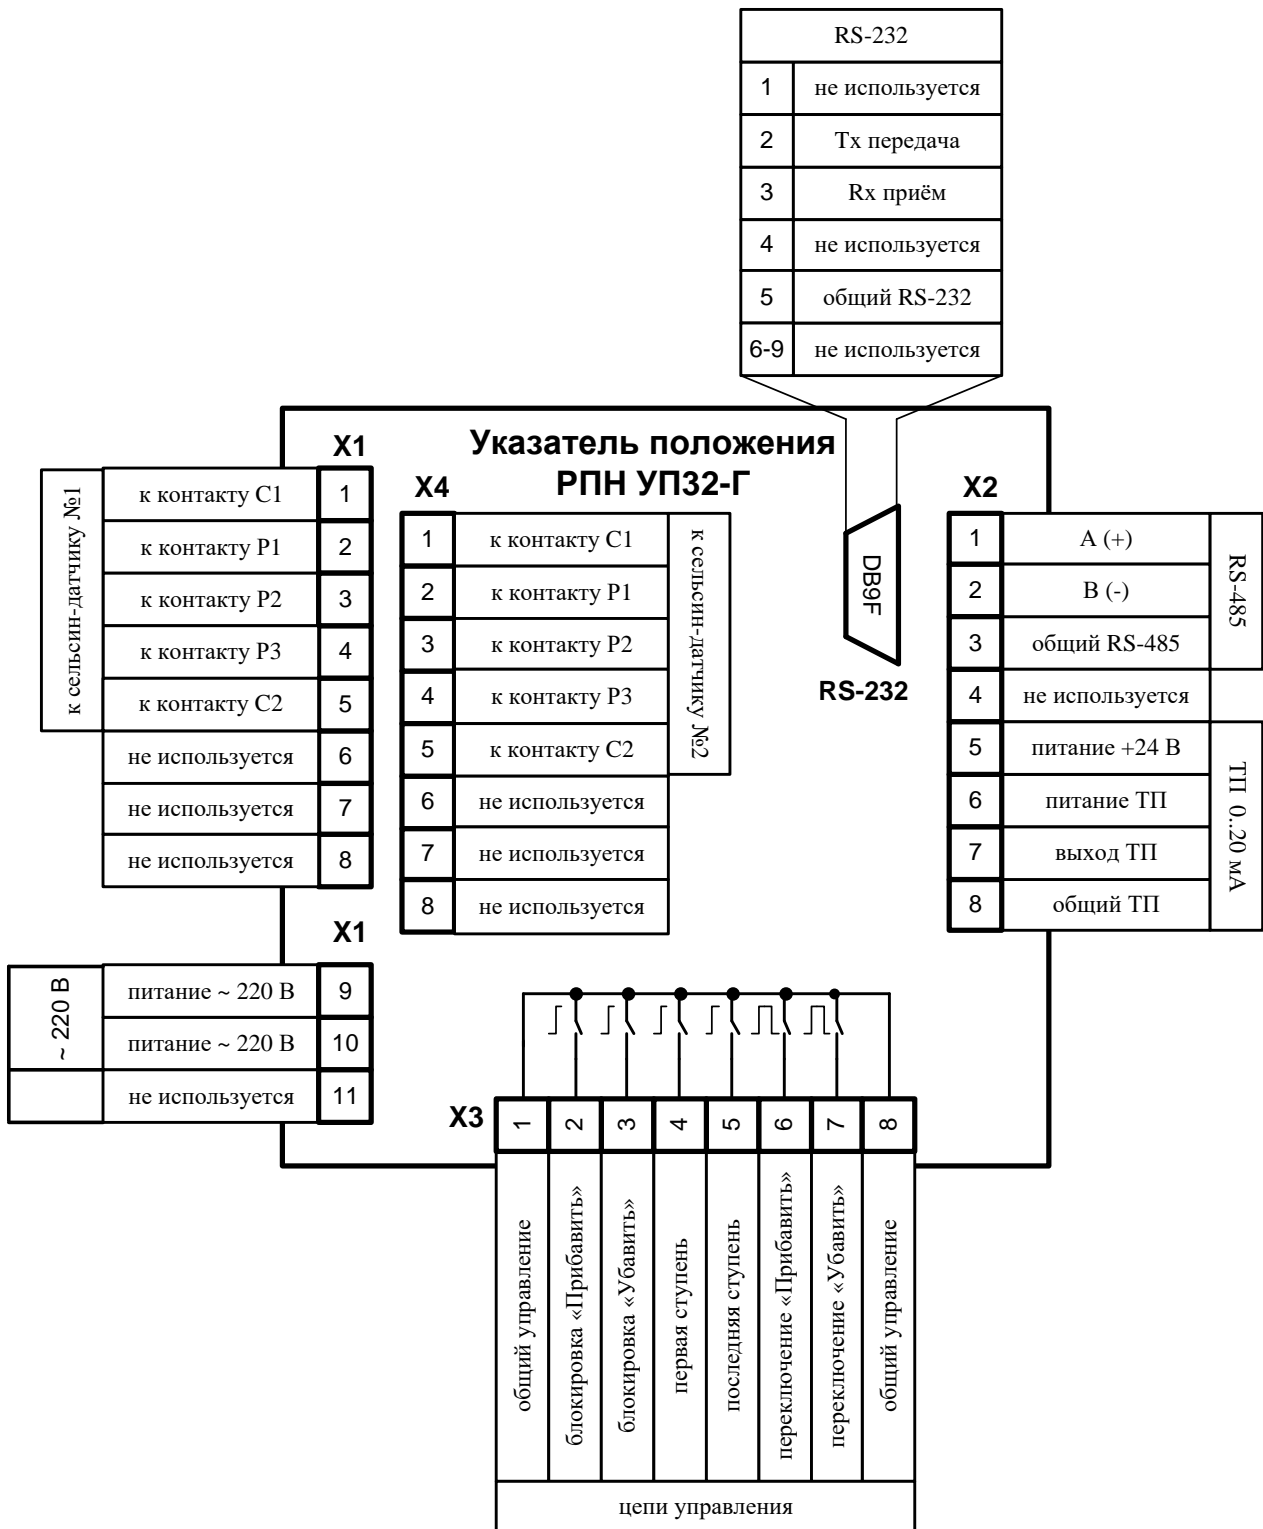 RS-232
1 не используется
2 Tx передача
3 Rx приём
4 не используется
5 общий RS-232
6-9 не используется
Указатель положения
РПН УП32-Г
X1
к сельсин-датчику №1
к контакту С1 1
к контакту Р1 2
к контакту Р2 3
к контакту Р3 4
к контакту С2 5
не используется 6
не используется 7
не используется 8
X4
1 к контакту С1
2 к контакту Р1
3 к контакту Р2
4 к контакту Р3
5 к контакту С2
6 не используется
7 не используется
8 не используется
к сельсин-датчику №2
DB9F
RS-232
X2
1 A (+)
2 B (-)
3 общий RS-485
4 не используется
5 питание +24 В
6 питание ТП
7 выход ТП
8 общий ТП
RS-485
ТП 0..20 мА
X1
~ 220 В
питание ~ 220 В 9
питание ~ 220 В 10
не используется 11
X3
1 общий управление
2 блокировка «Прибавить»
3 блокировка «Убавить»
4 первая ступень
5 последняя ступень
6 переключение «Прибавить»
7 переключение «Убавить»
8 общий управление
цепи управления